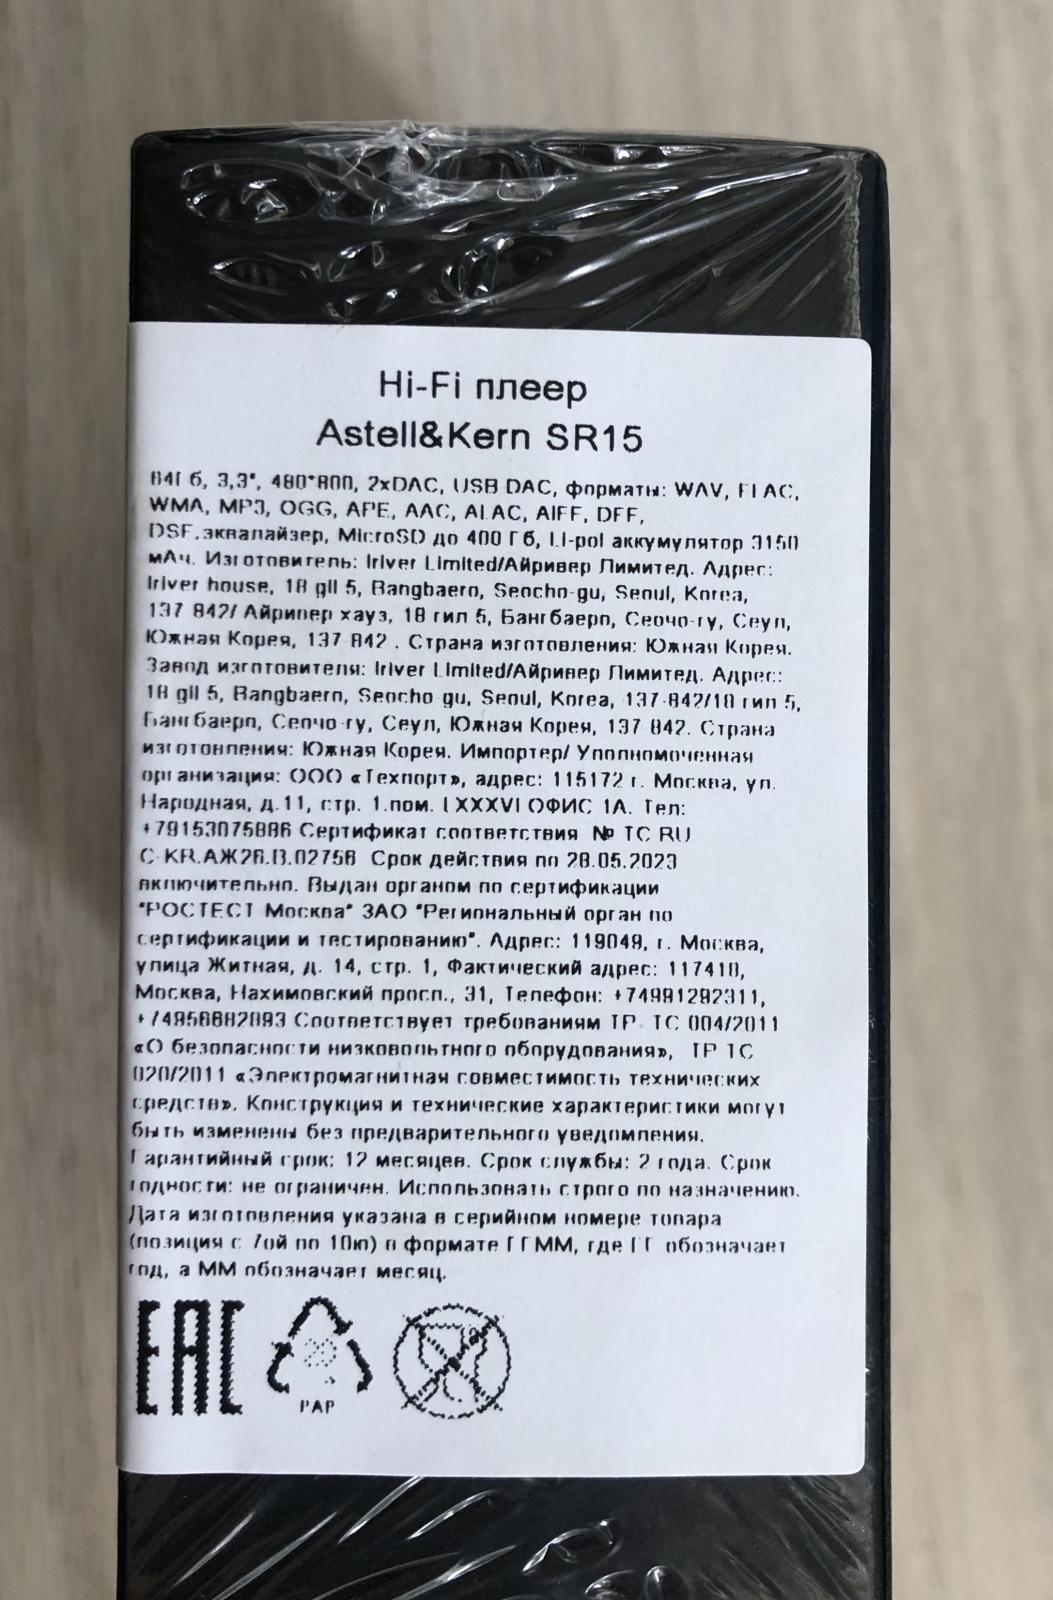 Hi-Fi плеер
Astell&Kern SR15
64Гб, 3,3", 480*800, 2xDAC, USB DAC, форматы: WAV, FLAC,
WMA, MP3, OGG, APE, AAC, ALAC, AIFF, DFF,
DSF,эквалайзер, MicroSD до 400 Гб, Li-pol аккумулятор 3150
мАч. Изготовитель: Iriver Limited/Айривер Лимитед. Адрес:
Iriver house, 18 gil 5, Bangbaero, Seocho-gu, Seoul, Korea,
137-842/ Айривер хауз, 18 гил 5, Бангбаеро, Сеочо-гу, Сеул,
Южная Корея, 137-842 . Страна изготовления: Южная Корея.
Завод изготовителя: Iriver Limited/Айривер Лимитед. Адрес:
18 gil 5, Bangbaero, Seocho-gu, Seoul, Korea, 137-842/18 гил 5,
Бангбаеро, Сеочо-гу, Сеул, Южная Корея, 137-842. Страна
изготовления: Южная Корея. Импортер/ Уполномоченная
организация: ООО «Техпорт», адрес: 115172 г. Москва, ул.
Народная, д.11, стр. 1.пом. LXXXVI ОФИС 1А. Тел:
Сертификат соответствия № ТС RU
C-KR.АЖ26.В.02756 Срок действия по 28.05.2023
включительно. Выдан органом по сертификации
"РОСТЕСТ Москва" ЗАО "Региональный орган по
сертификации и тестированию". Адрес: 119049, г. Москва,
улица Житная, д. 14, стр. 1, Фактический адрес: 117418,
Москва, Нахимовский просп., 31, Телефон: +74991292311,
Соответствует требованиям ТР ТС 004/2011
«О безопасности низковольтного оборудования», ТР ТС
020/2011 «Электромагнитная совместимость технических
средств». Конструкция и технические характеристики могут
быть изменены без предварительного уведомления.
Гарантийный срок: 12 месяцев. Срок службы: 2 года. Срок
годности: не ограничен. Использовать строго по назначению.
Дата изготовления указана в серийном номере товара
(позиция с 7ой по 10ю) в формате ГГММ, где ГГ обозначает
год, а ММ обозначает месяц.
EAC
PAP